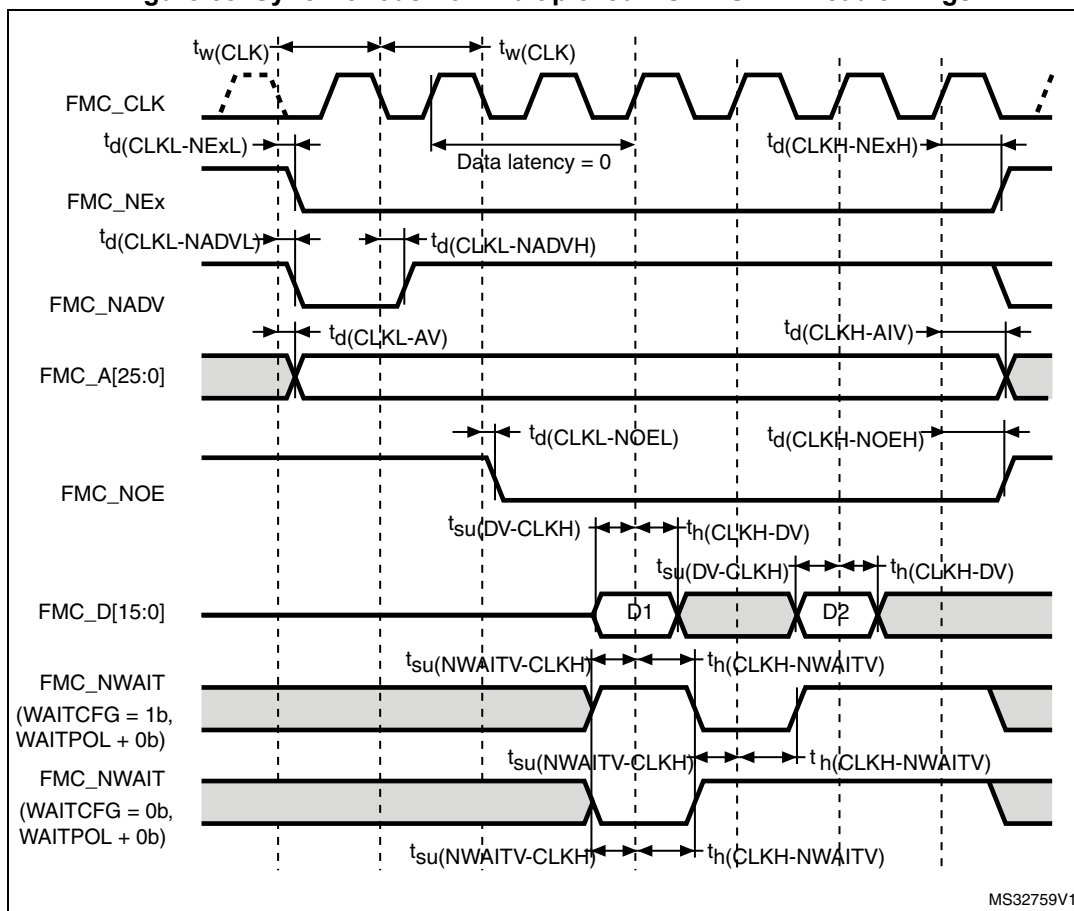 tw(CLK) tw(CLK)
FMC_CLK
td(CLKL-NExL) Data latency = 0 td(CLKH-NExH)
FMC_NEx
td(CLKL-NADVL) td(CLKL-NADVH)
FMC_NADV
td(CLKL-AV) td(CLKH-AIV)
FMC_A[25:0]
td(CLKL-NOEL) td(CLKH-NOEH)
FMC_NOE
tsu(DV-CLKH) th(CLKH-DV)
tsu(DV-CLKH) th(CLKH-DV)
FMC_D[15:0] D1 D2
tsu(NWAITV-CLKH) th(CLKH-NWAITV)
FMC_NWAIT
(WAITCFG = 1b,
WAITPOL + 0b)
tsu(NWAITV-CLKH) th(CLKH-NWAITV)
FMC_NWAIT
(WAITCFG = 0b,
WAITPOL + 0b)
tsu(NWAITV-CLKH) th(CLKH-NWAITV)
MS32759V1